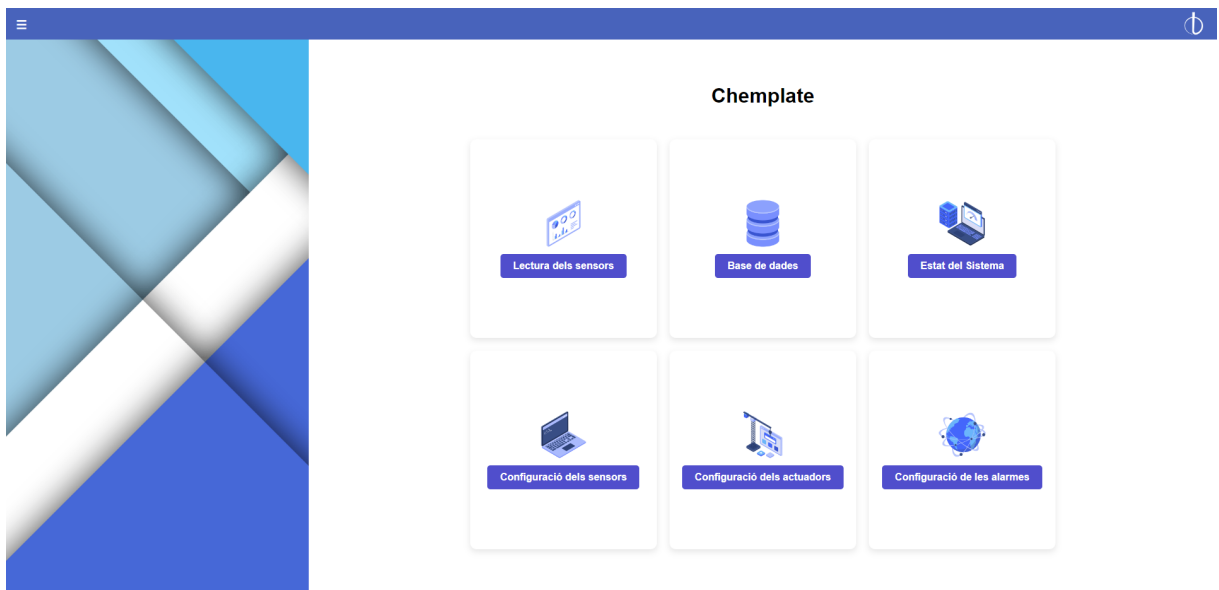 Chemplate
Lectura dels sensors
Base de dades
Estat del Sistema
Configuració dels sensors
Configuració dels actuadors
Configuració de les alarmes